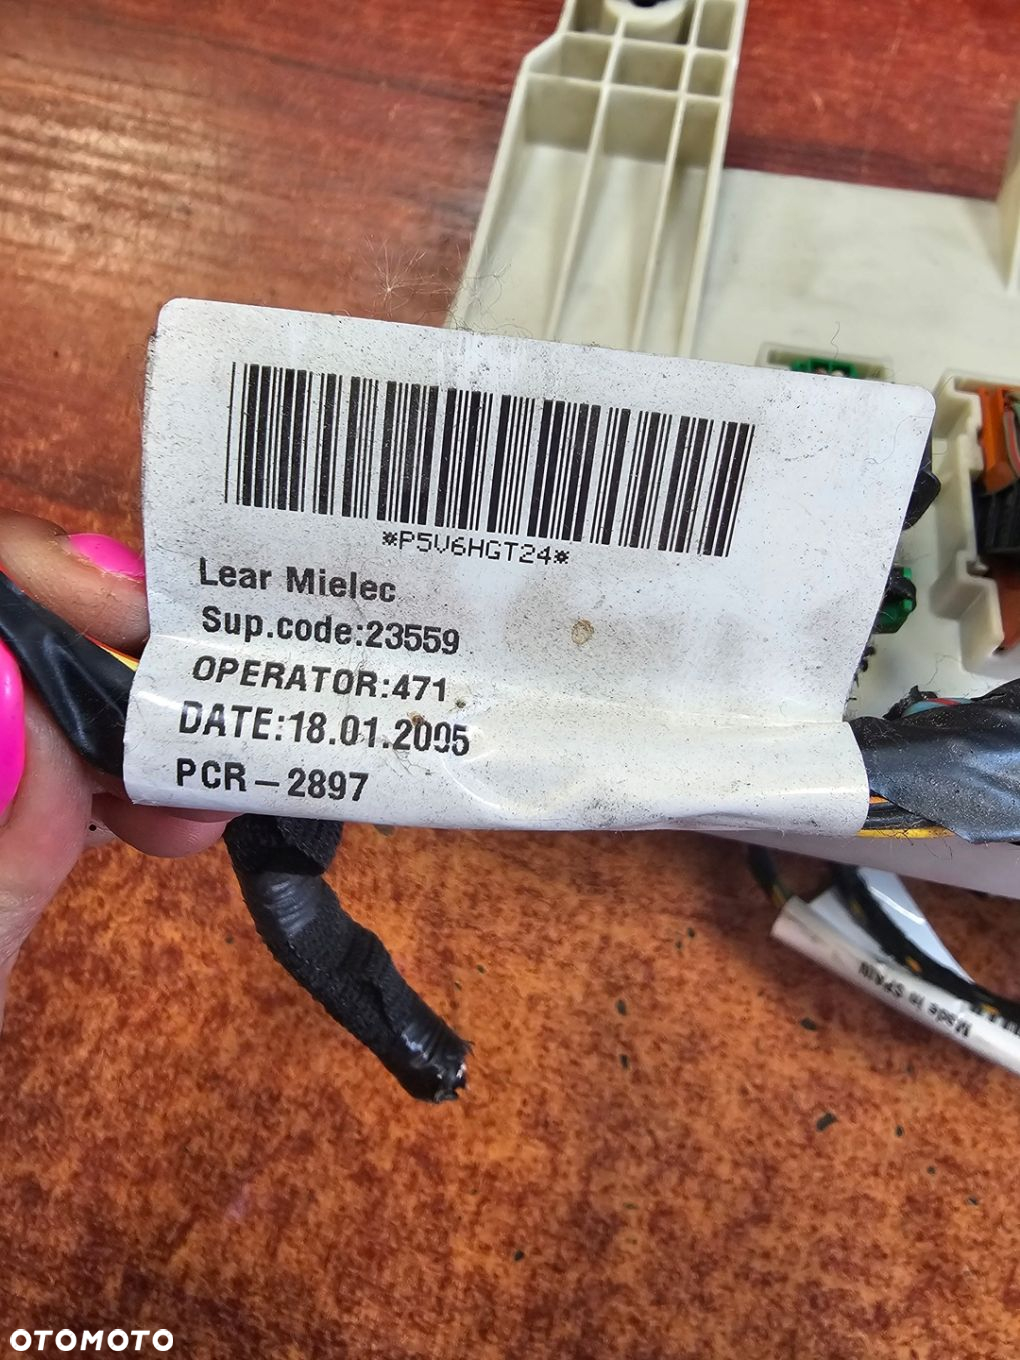 *P5V6HGT24*
Lear Mielec
Sup.code:23559
OPERATOR:471
DATE:18.01.2005
PCR-2897
Made in SPAIN
OTOMOTO